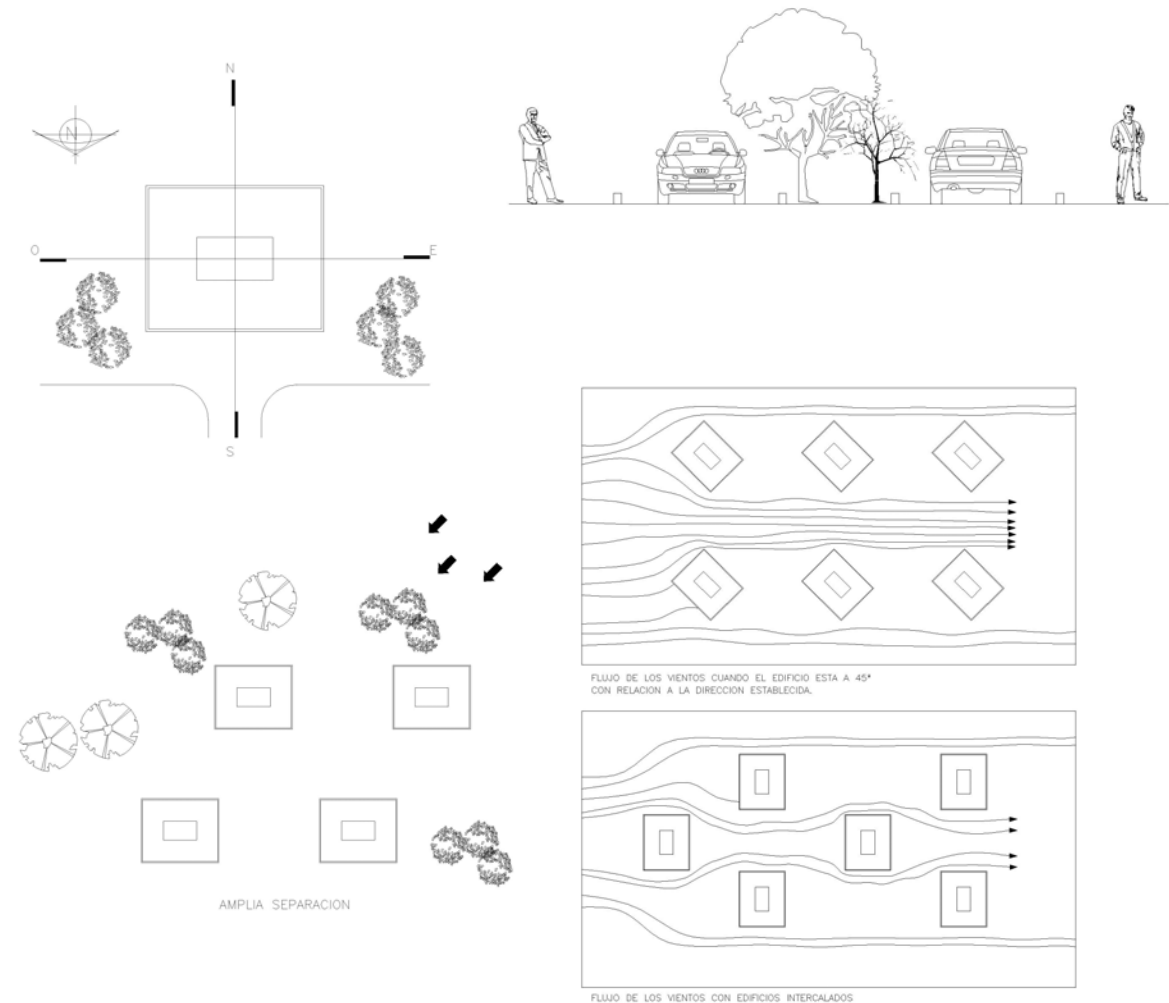 N
N
O
E
S
AMPLIA SEPARACION
FLUJO DE LOS VIENTOS CUANDO EL EDIFICIO ESTA A 45°
CON RELACION A LA DIRECCION ESTABLECIDA.
FLUJO DE LOS VIENTOS CON EDIFICIOS INTERCALADOS